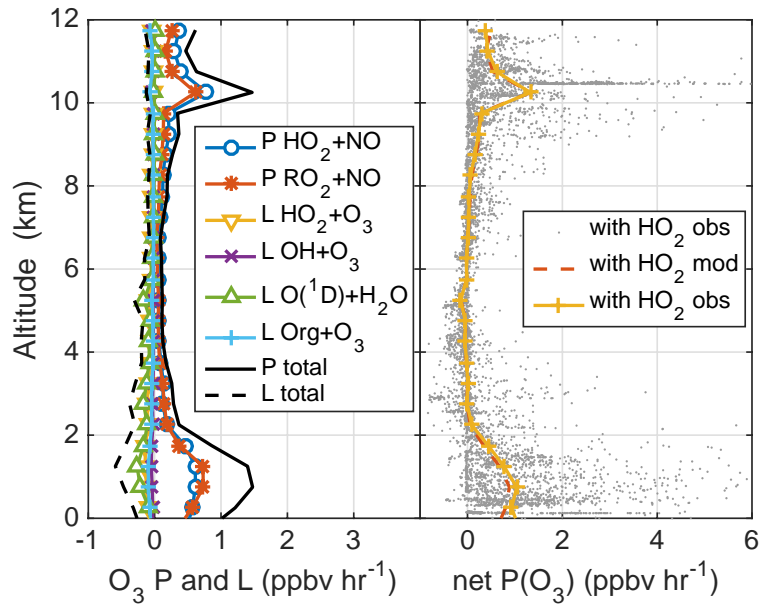 12
10
8
6
4
2
0
Altitude (km)
P HO₂+NO
P RO₂+NO
L HO₂+O₃
L OH+O₃
L O(¹D)+H₂O
L Org+O₃
P total
L total
-1 0 1 2 3
O₃ P and L (ppbv hr⁻¹)
with HO₂ obs
with HO₂ mod
with HO₂ obs
0 2 4 6
net P(O₃) (ppbv hr⁻¹)